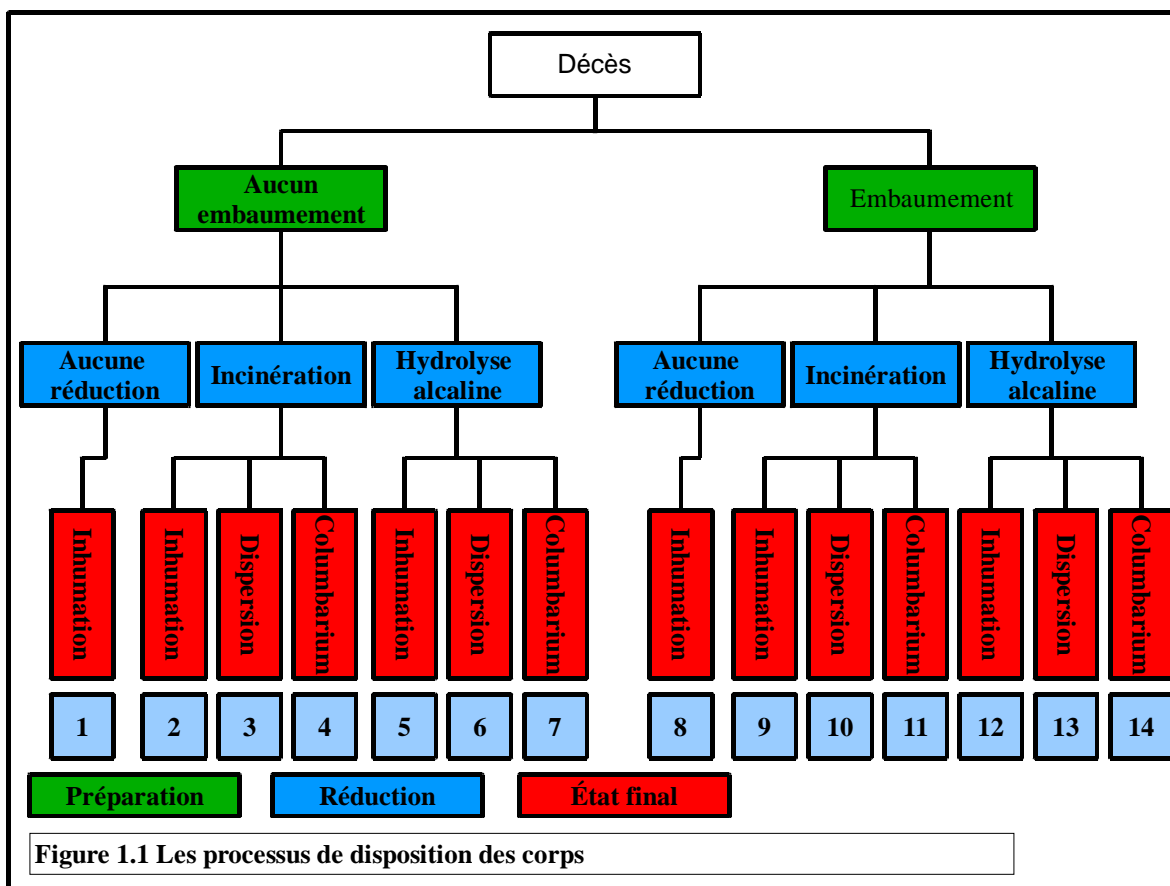 Décès
Aucun
embaumement
Embaumement
Aucune
réduction
Incinération
Hydrolyse
alcaline
Aucune
réduction
Incinération
Hydrolyse
alcaline
Inhumation
Inhumation
Dispersion
Columbarium
Inhumation
Dispersion
Columbarium
Inhumation
Inhumation
Dispersion
Columbarium
Inhumation
Dispersion
Columbarium
1
2
3
4
5
6
7
8
9
10
11
12
13
14
Préparation
Réduction
État final
Figure 1.1 Les processus de disposition des corps